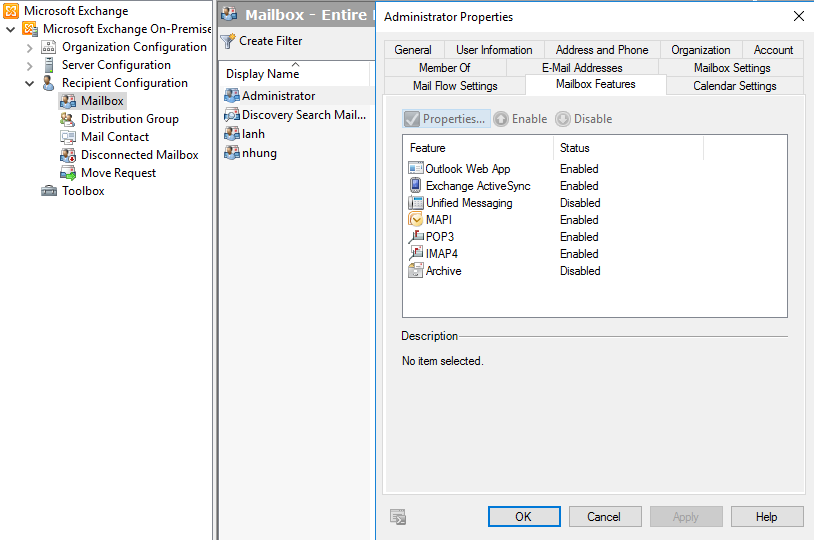 Microsoft Exchange
Microsoft Exchange On-Premise
Organization Configuration
Server Configuration
Recipient Configuration
Mailbox
Distribution Group
Mail Contact
Disconnected Mailbox
Move Request
Toolbox
Mailbox - Entire
Create Filter
Display Name
Administrator
Discovery Search Mail...
lanh
nhung
Administrator Properties
General User Information Address and Phone Organization Account
Member Of E-Mail Addresses Mailbox Settings
Mail Flow Settings Mailbox Features Calendar Settings
Properties... Enable Disable
Feature Status
Outlook Web App Enabled
Exchange ActiveSync Enabled
Unified Messaging Disabled
MAPI Enabled
POP3 Enabled
IMAP4 Enabled
Archive Disabled
Description
No item selected.
OK Cancel Apply Help